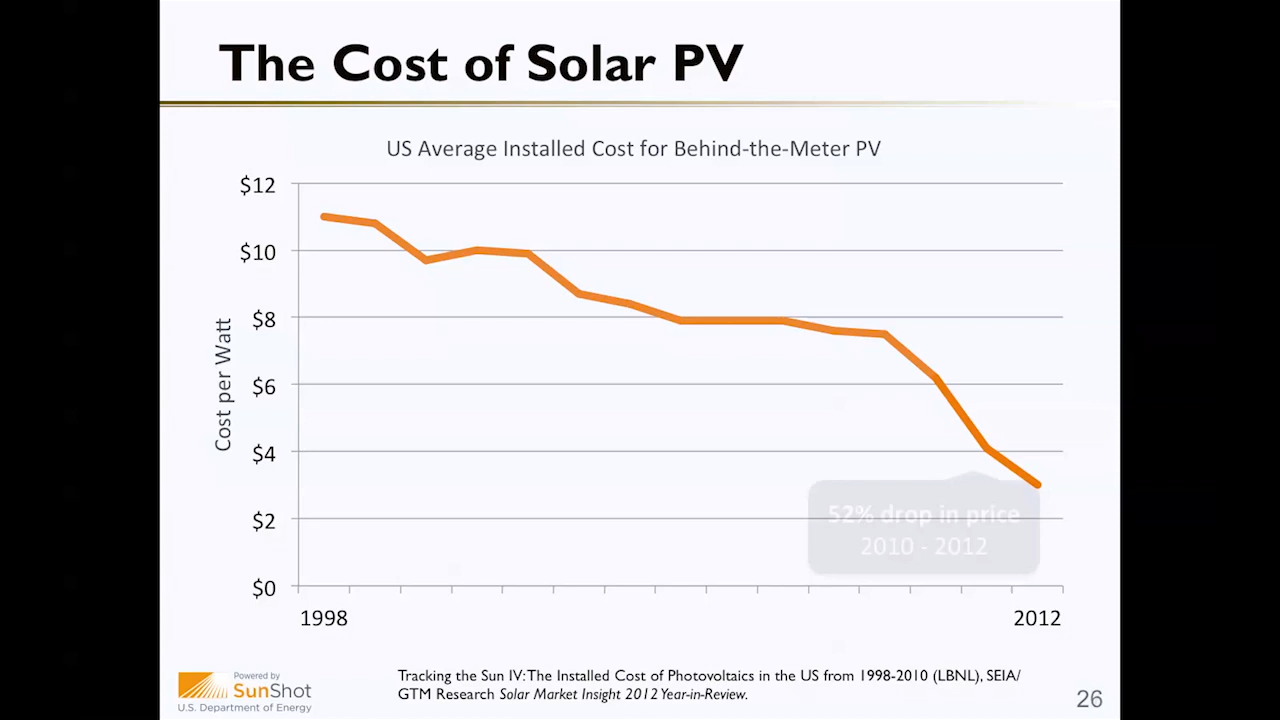 The Cost of Solar PV
US Average Installed Cost for Behind-the-Meter PV
$12
$10
$8
$6
$4
$2
$0
Cost per Watt
52% drop in price
2010 - 2012
1998
2012
Powered by
SunShot
U.S. Department of Energy
Tracking the Sun IV: The Installed Cost of Photovoltaics in the US from 1998-2010 (LBNL), SEIA/
GTM Research Solar Market Insight 2012 Year-in-Review.
26